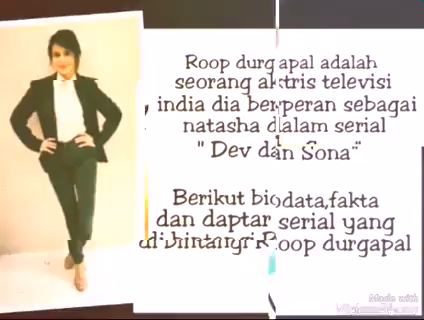 Roop durgapal adalah
seorang aktris televisi
india dia berperan sebagai
natasha dalam serial
" Dev dan Sona"
Berikut biodata,fakta
dan daptar serial yang
dibintangi Roop durgapal
Made with